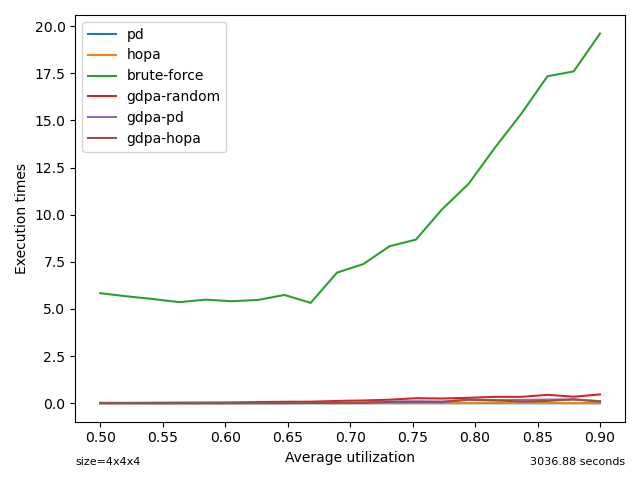 20.0
17.5
15.0
12.5
10.0
7.5
5.0
2.5
0.0
Execution times
pd
hopa
brute-force
gdpa-random
gdpa-pd
gdpa-hopa
0.50 0.55 0.60 0.65 0.70 0.75 0.80 0.85 0.90
Average utilization
size=4x4x4
3036.88 seconds